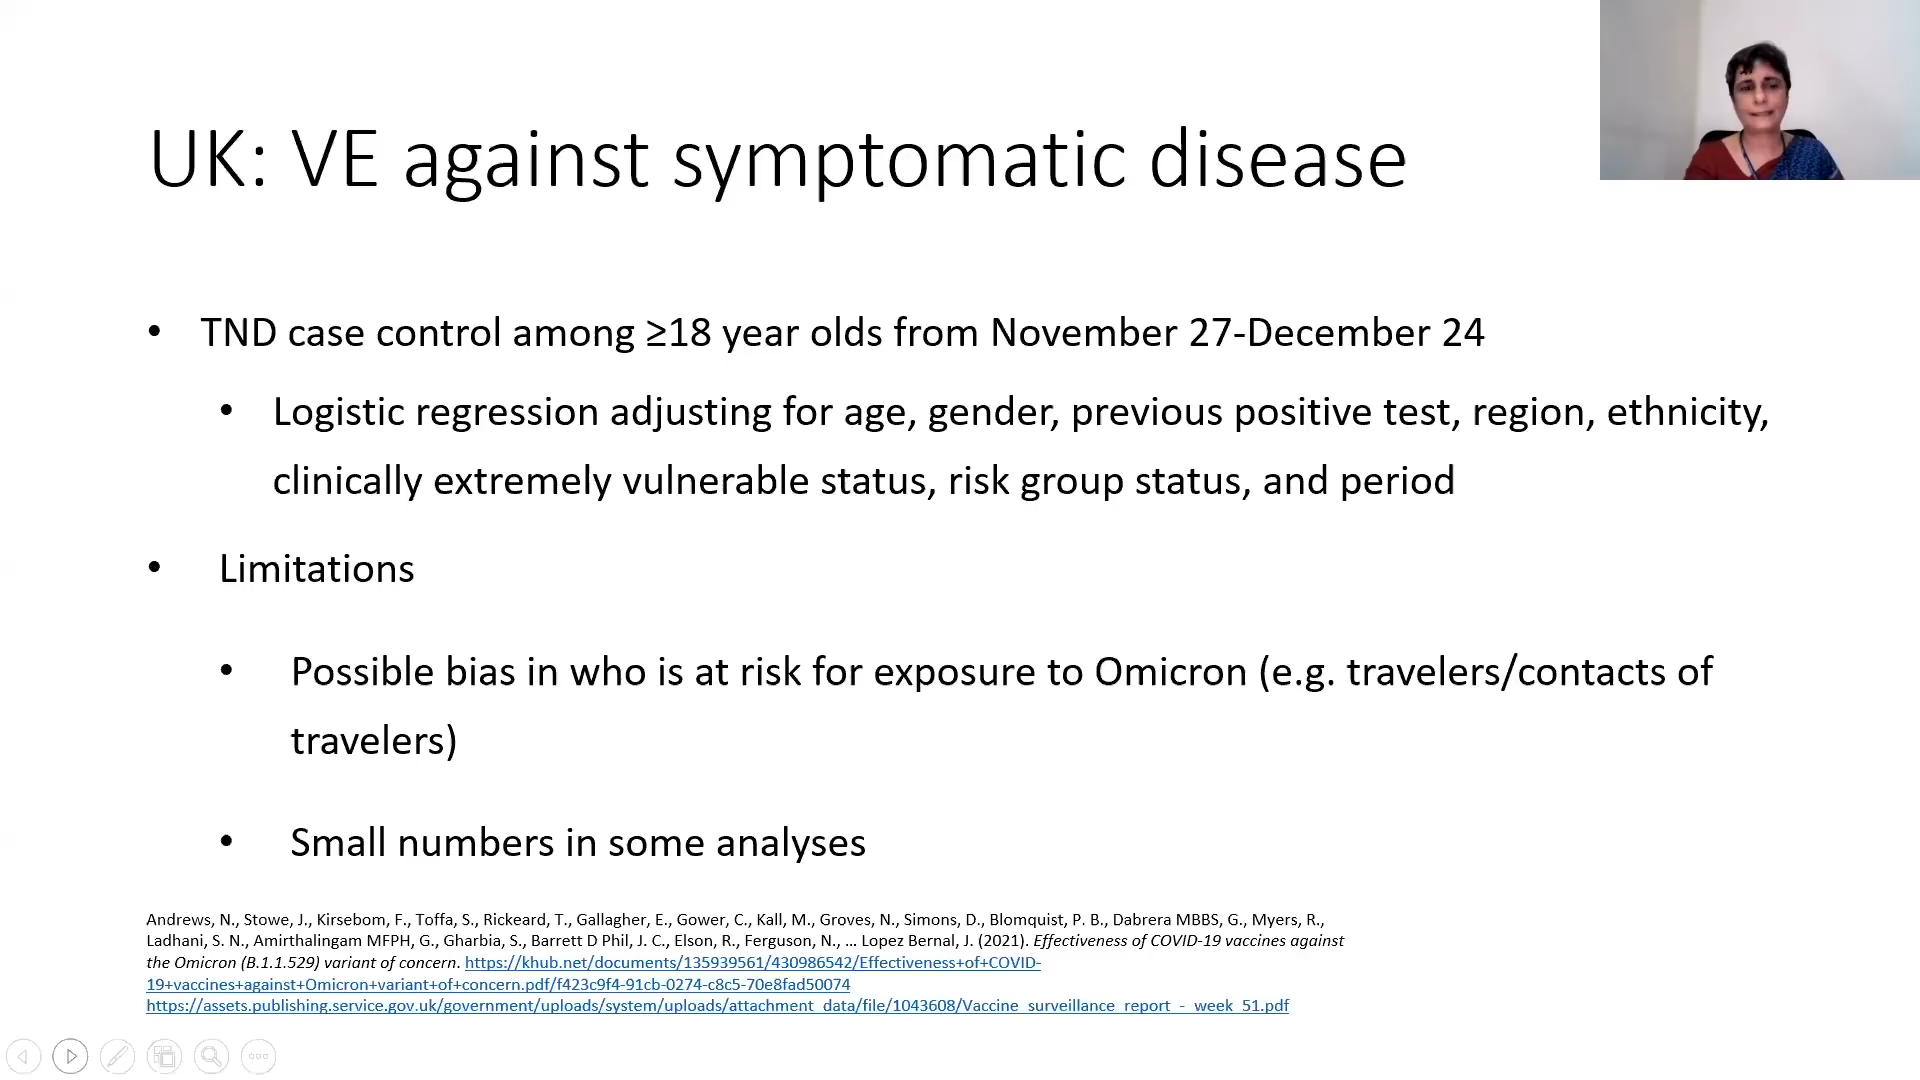 UK: VE against symptomatic disease
• TND case control among ≥18 year olds from November 27-December 24
• Logistic regression adjusting for age, gender, previous positive test, region, ethnicity,
clinically extremely vulnerable status, risk group status, and period
• Limitations
• Possible bias in who is at risk for exposure to Omicron (e.g. travelers/contacts of
travelers)
• Small numbers in some analyses
Andrews, N., Stowe, J., Kirsebom, F., Toffa, S., Rickeard, T., Gallagher, E., Gower, C., Kall, M., Groves, N., Simons, D., Blomquist, P. B., Dabrera MBBS, G., Myers, R.,
Ladhani, S. N., Amirthalingam MFPH, G., Gharbia, S., Barrett D Phil, J. C., Elson, R., Ferguson, N., … Lopez Bernal, J. (2021). Effectiveness of COVID-19 vaccines against
the Omicron (B.1.1.529) variant of concern. https://khub.net/documents/135939561/430986542/Effectiveness+of+COVID-
19+vaccines+against+Omicron+variant+of+concern.pdf/f423c9f4-91cb-0274-c8c5-70e8fad50074
https://assets.publishing.service.gov.uk/government/uploads/system/uploads/attachment_data/file/1043608/Vaccine_surveillance_report_-_week_51.pdf